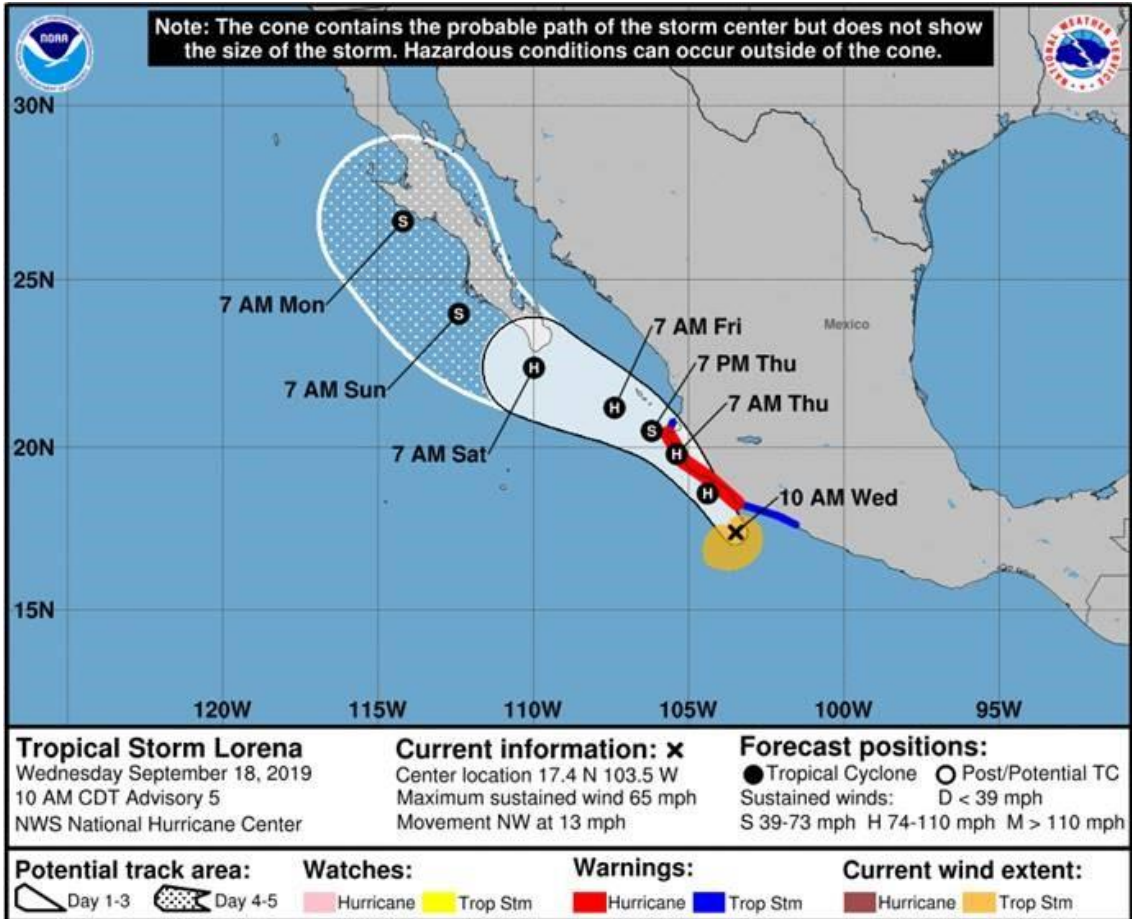 Note: The cone contains the probable path of the storm center but does not show
the size of the storm. Hazardous conditions can occur outside of the cone.
NOAA
NATIONAL WEATHER SERVICE
30N
25N
20N
15N
7 AM Mon
7 AM Sun
7 AM Sat
7 AM Fri
7 PM Thu
7 AM Thu
10 AM Wed
Mexico
S
S
H
H
S
H
H
120W 115W 110W 105W 100W 95W
Tropical Storm Lorena
Wednesday September 18, 2019
10 AM CDT Advisory 5
NWS National Hurricane Center
Current information: x
Center location 17.4 N 103.5 W
Maximum sustained wind 65 mph
Movement NW at 13 mph
Forecast positions:
Tropical Cyclone Post/Potential TC
Sustained winds: D < 39 mph
S 39-73 mph H 74-110 mph M > 110 mph
Potential track area:
Day 1-3 Day 4-5
Watches:
Hurricane Trop Stm
Warnings:
Hurricane Trop Stm
Current wind extent:
Hurricane Trop Stm